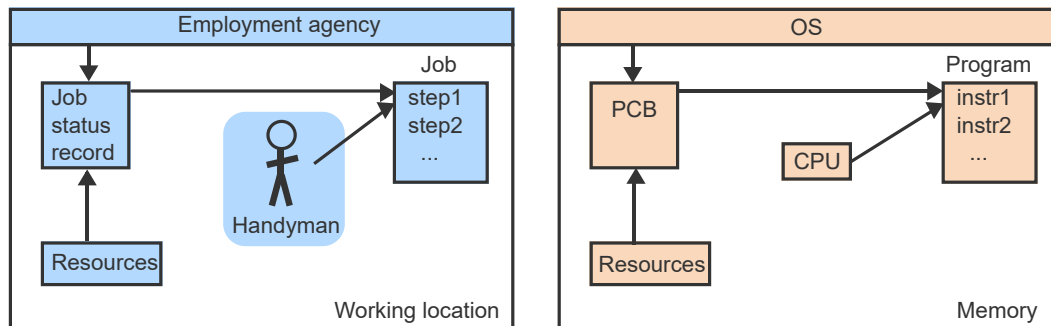 Employment agency
Job
Job
status
record
step1
step2
...
Handyman
Resources
Working location
OS
Program
PCB
instr1
instr2
...
CPU
Resources
Memory